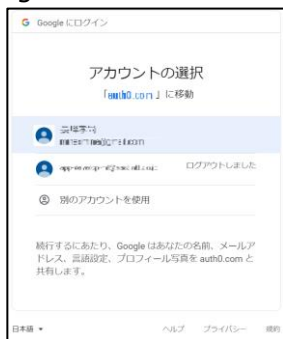 Google にログイン
アカウントの選択
「auth0.com」に移動
ログアウトしました
別のアカウントを使用
続行するにあたり、Google はあなたの名前、メールア
ドレス、言語設定、プロフィール写真を auth0.com と
共有します。
日本語 ▼ ヘルプ プライバシー 規約